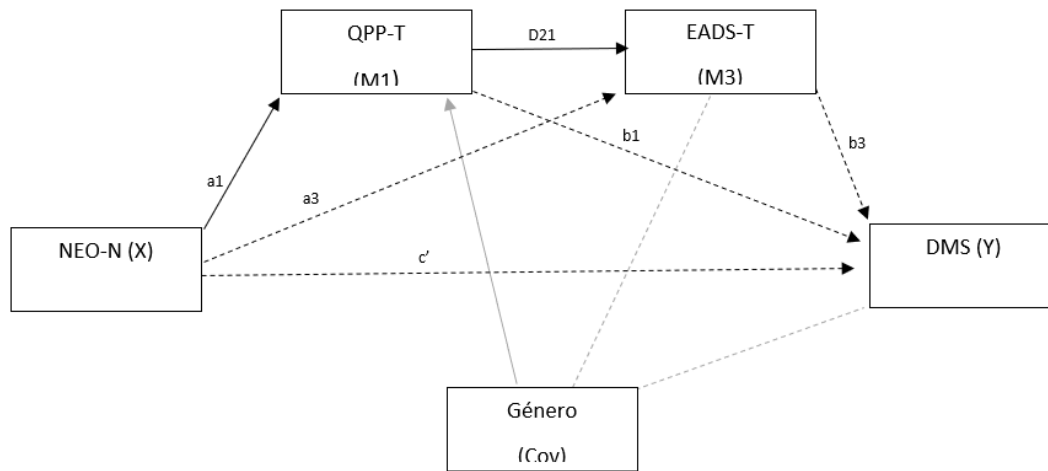 QPP-T
(M1)
D21
EADS-T
(M3)
b1
b3
a1
a3
NEO-N (X)
c’
DMS (Y)
Género
(Cov)